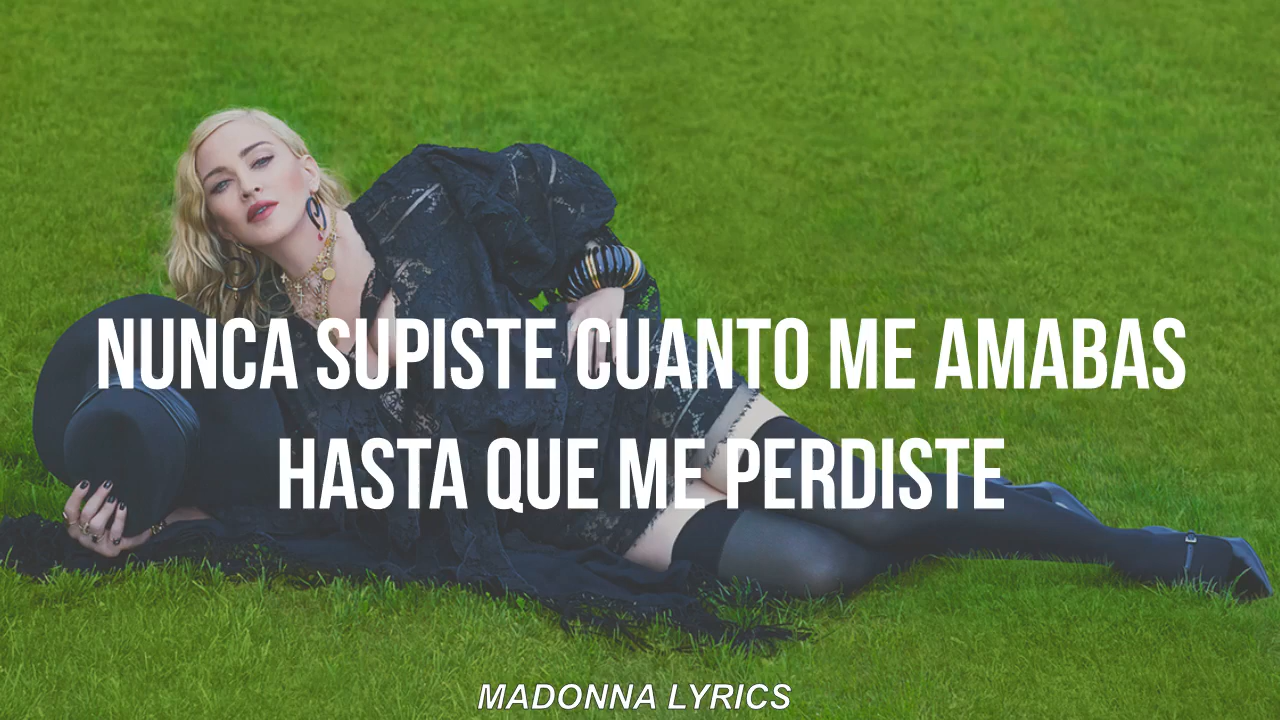 NUNCA SUPISTE CUANTO ME AMABAS
HASTA QUE ME PERDISTE
MADONNA LYRICS